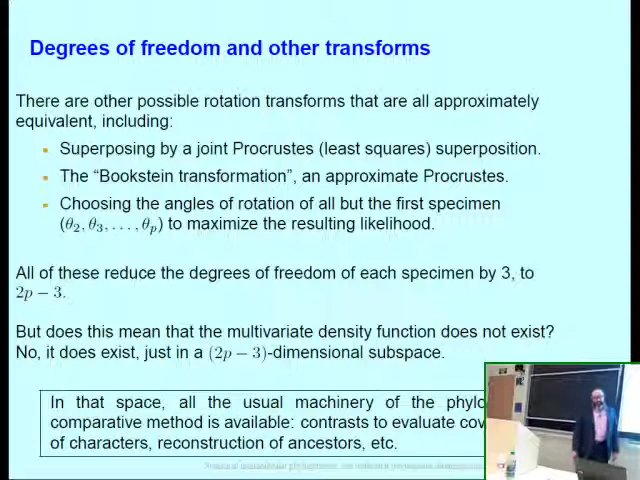 Degrees of freedom and other transforms
There are other possible rotation transforms that are all approximately
equivalent, including:
Superposing by a joint Procrustes (least squares) superposition.
The “Bookstein transformation”, an approximate Procrustes.
Choosing the angles of rotation of all but the first specimen
(θ₂, θ₃, . . . , θₚ) to maximize the resulting likelihood.
All of these reduce the degrees of freedom of each specimen by 3, to
2p − 3.
But does this mean that the multivariate density function does not exist?
No, it does exist, just in a (2p − 3)-dimensional subspace.
In that space, all the usual machinery of the
comparative method is available: contrasts to evaluate
of characters, reconstruction of ancestors, etc.